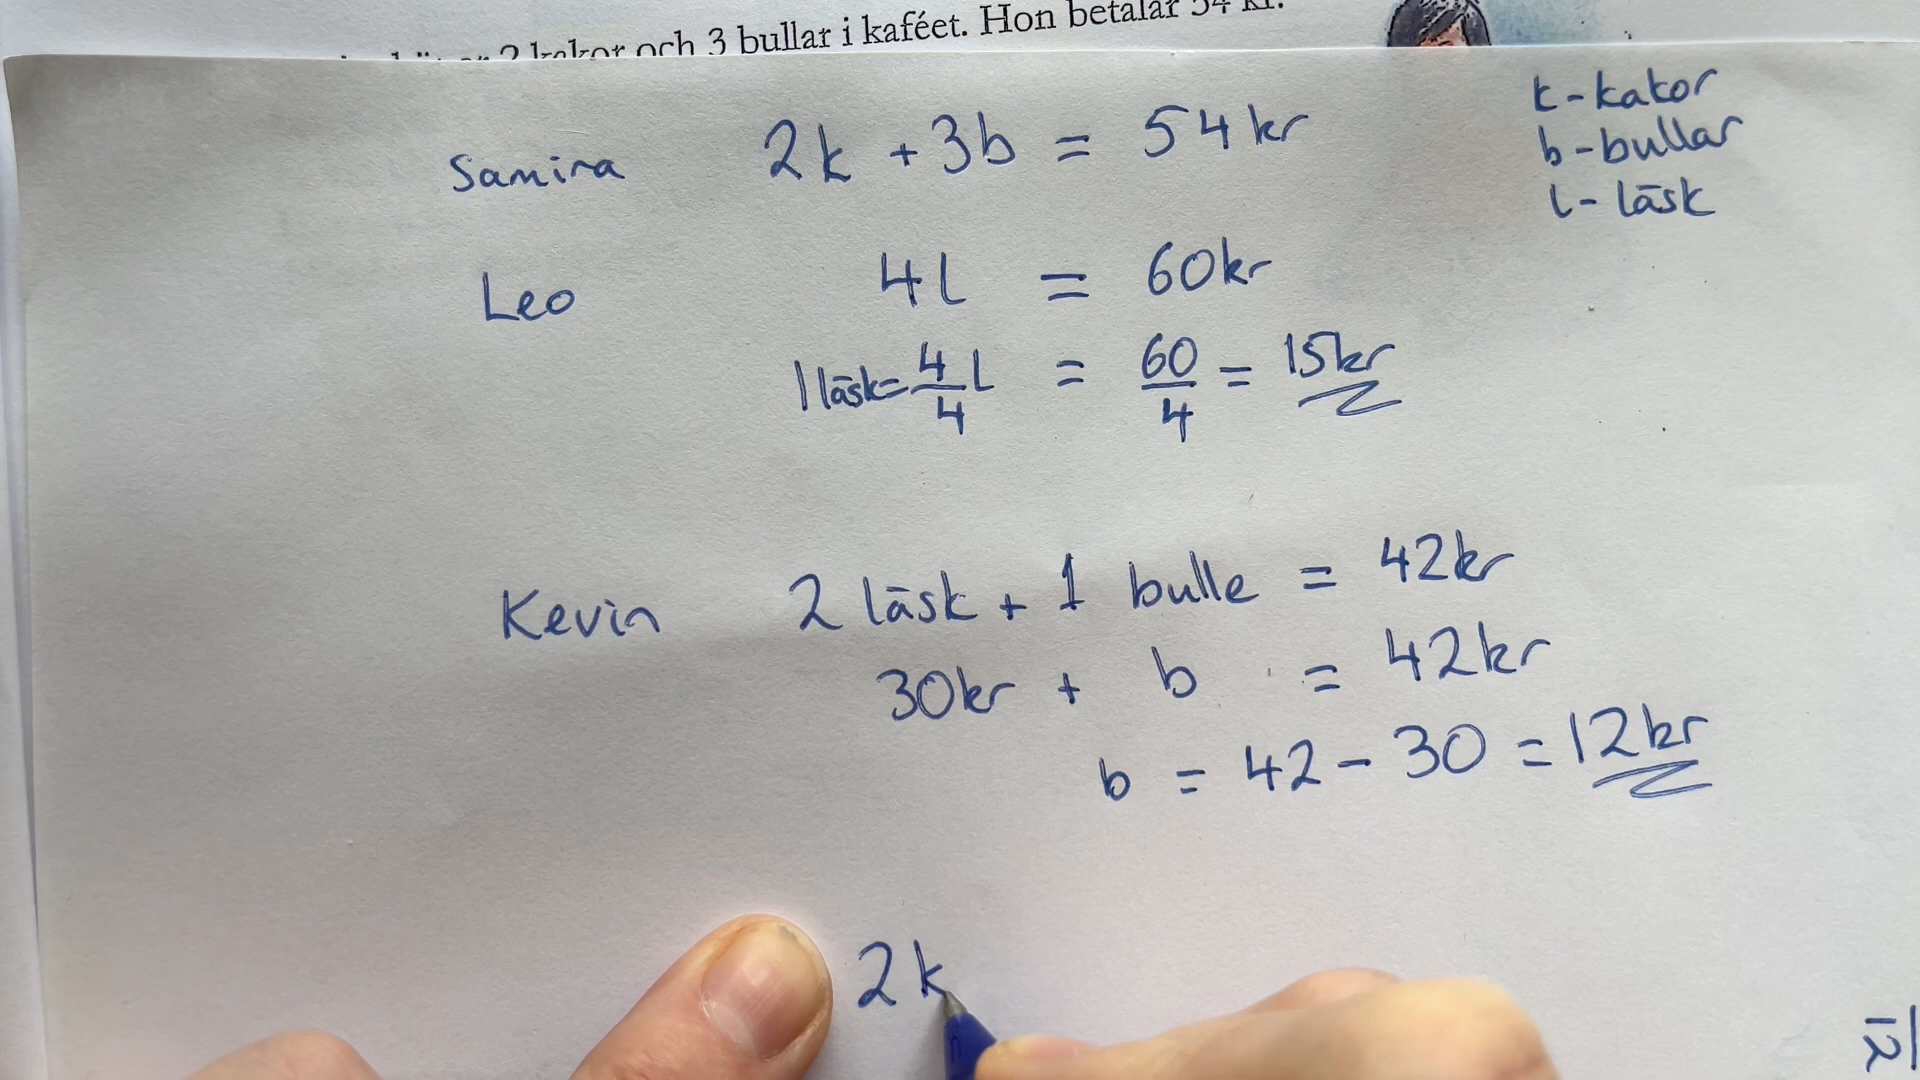 2 kakor och 3 bullar i kaféet. Hon betalar 54 kr.
k-kakor
Samira 2k + 3b = 54kr
b-bullar
l-läsk
Leo 4l = 60kr
1 läsk = 4/4 l = 60/4 = 15kr
Kevin 2 läsk + 1 bulle = 42kr
30kr + b = 42kr
b = 42 - 30 = 12kr
2k